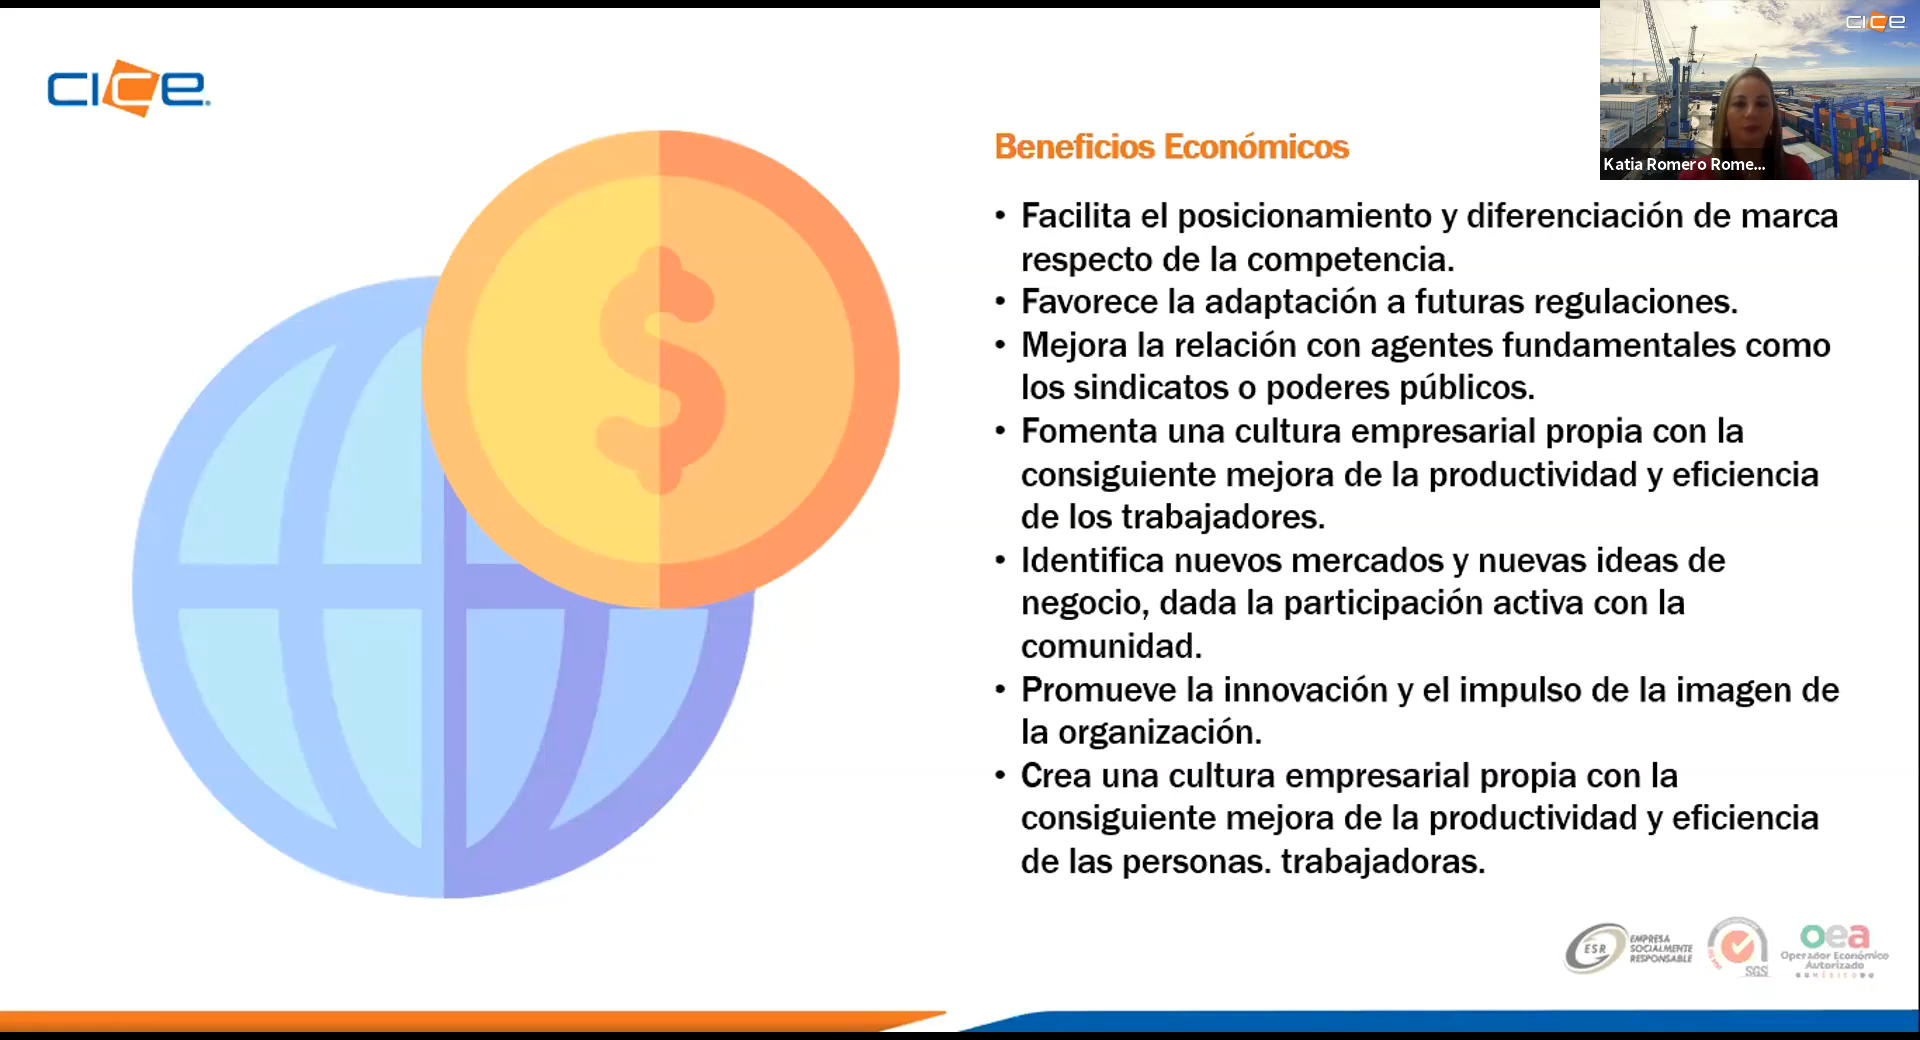 cice
cice
Katia Romero Rome...
Beneficios Económicos
• Facilita el posicionamiento y diferenciación de marca
respecto de la competencia.
• Favorece la adaptación a futuras regulaciones.
• Mejora la relación con agentes fundamentales como
los sindicatos o poderes públicos.
• Fomenta una cultura empresarial propia con la
consiguiente mejora de la productividad y eficiencia
de los trabajadores.
• Identifica nuevos mercados y nuevas ideas de
negocio, dada la participación activa con la
comunidad.
• Promueve la innovación y el impulso de la imagen de
la organización.
• Crea una cultura empresarial propia con la
consiguiente mejora de la productividad y eficiencia
de las personas. trabajadoras.
$
ESR
EMPRESA
SOCIALMENTE
RESPONSABLE
SGS
oea
Operador Económico
Autorizado
MÉXICO